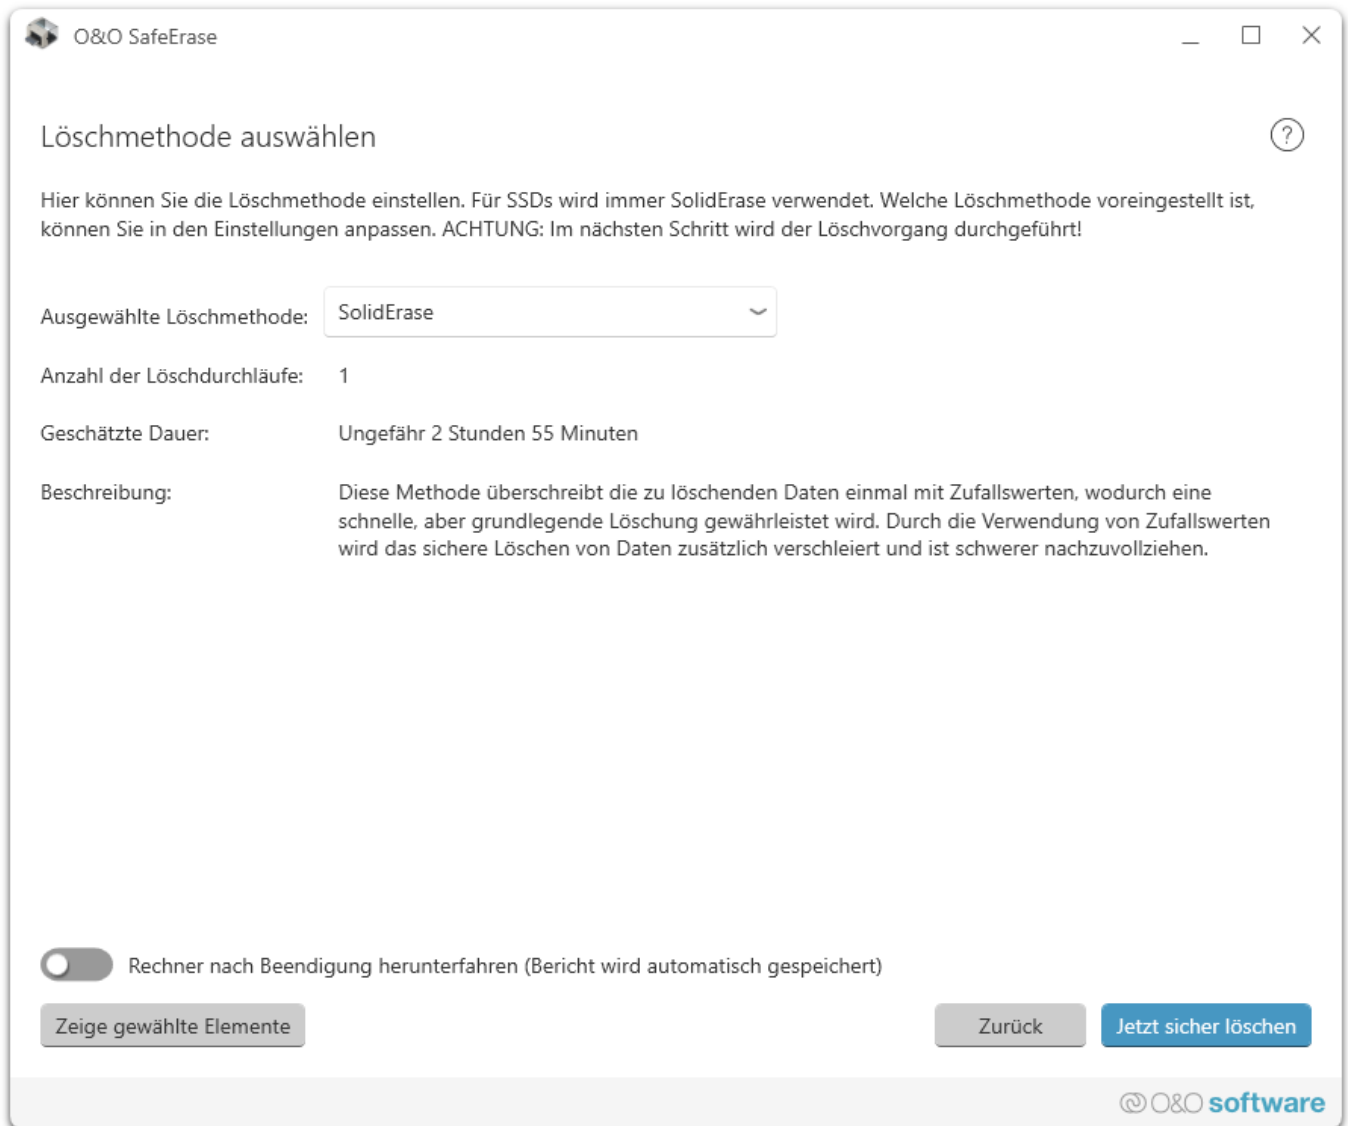 O&O SafeErase
Löschmethode auswählen
?
Hier können Sie die Löschmethode einstellen. Für SSDs wird immer SolidErase verwendet. Welche Löschmethode voreingestellt ist,
können Sie in den Einstellungen anpassen. ACHTUNG: Im nächsten Schritt wird der Löschvorgang durchgeführt!
Ausgewählte Löschmethode: SolidErase
Anzahl der Löschdurchläufe: 1
Geschätzte Dauer: Ungefähr 2 Stunden 55 Minuten
Beschreibung: Diese Methode überschreibt die zu löschenden Daten einmal mit Zufallswerten, wodurch eine
schnelle, aber grundlegende Löschung gewährleistet wird. Durch die Verwendung von Zufallswerten
wird das sichere Löschen von Daten zusätzlich verschleiert und ist schwerer nachzuvollziehen.
Rechner nach Beendigung herunterfahren (Bericht wird automatisch gespeichert)
Zeige gewählte Elemente Zurück Jetzt sicher löschen
O&O software